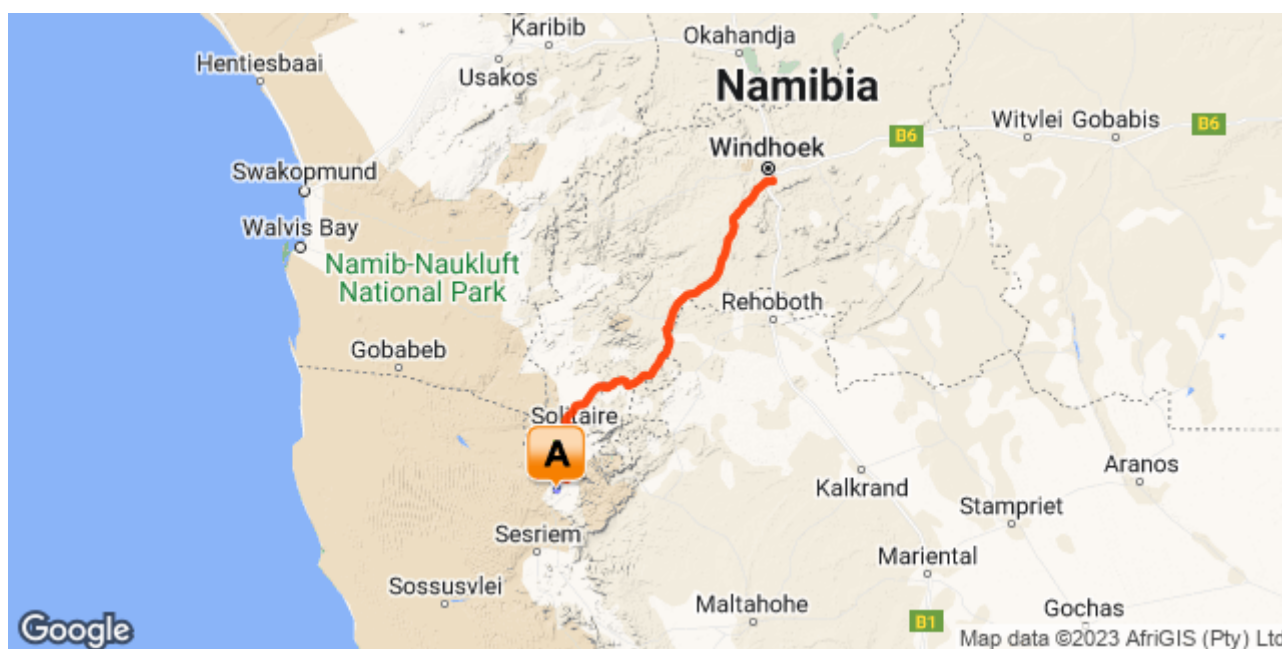 Karibib
Okahandja
Hentiesbaai
Usakos
Namibia
B6
Witvlei
Gobabis
B6
Windhoek
Swakopmund
Walvis Bay
Namib-Naukluft
National Park
Rehoboth
Gobabeb
Solitaire
A
Aranos
Kalkrand
Stampriet
Sesriem
Mariental
Sossusvlei
Maltahohe
Gochas
B1
Google
Map data ©2023 AfriGIS (Pty) Ltd